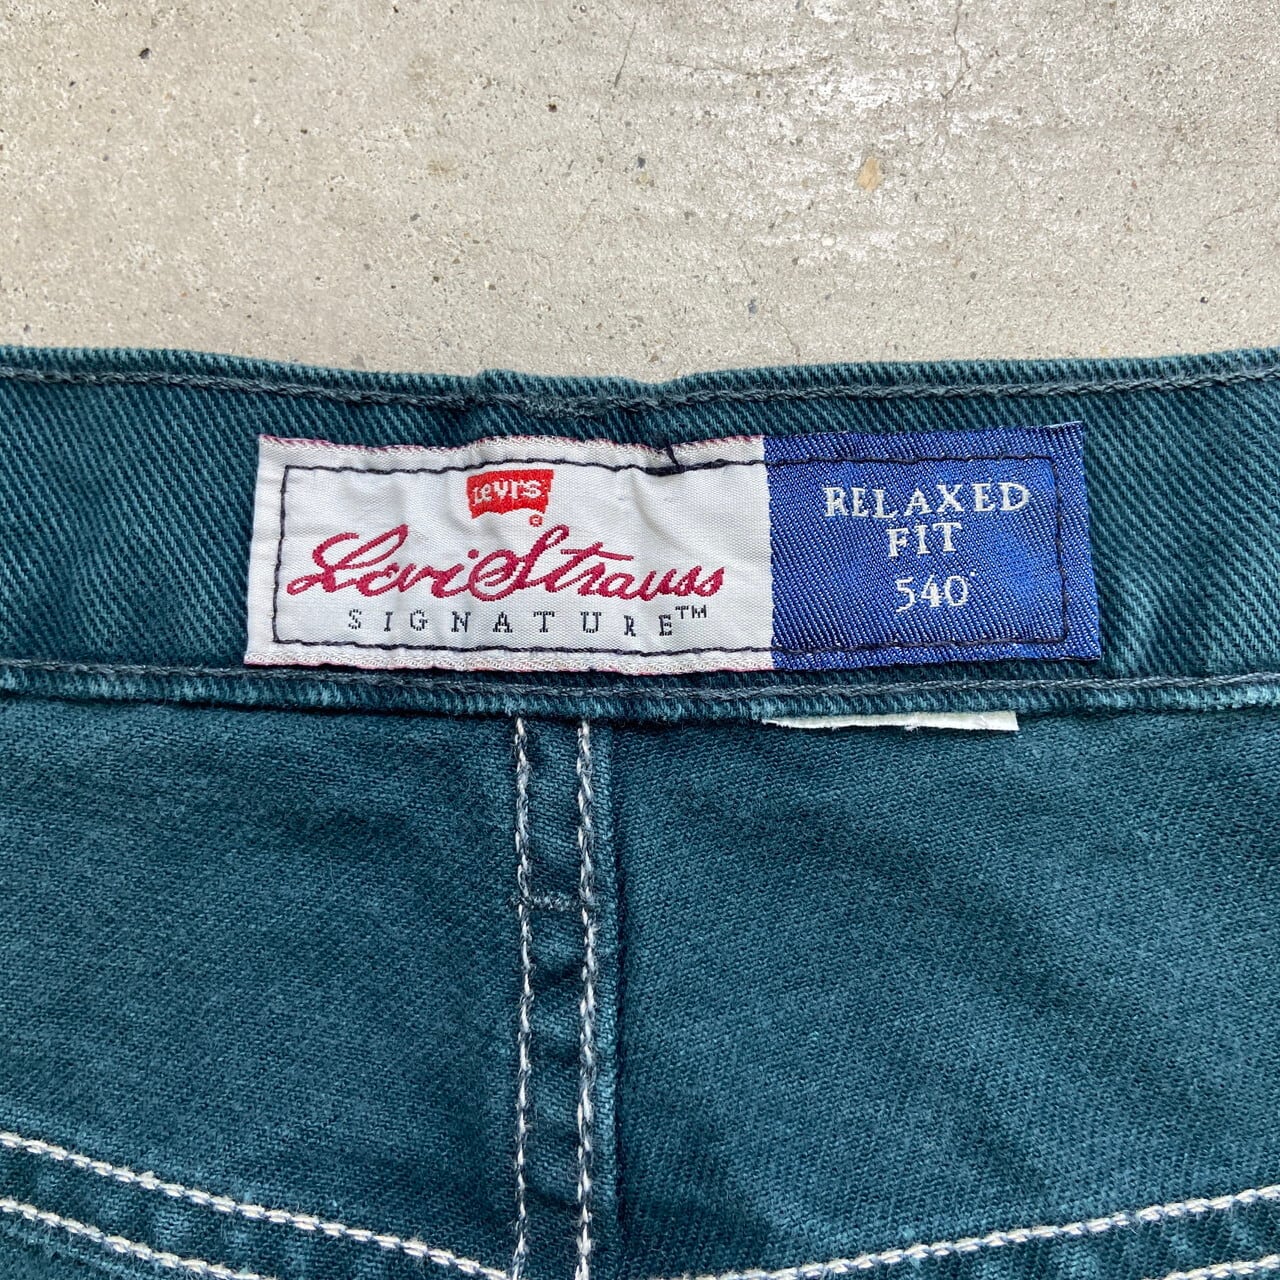 Levi's
Levi Strauss
SIGNATURE™
RELAXED
FIT
540